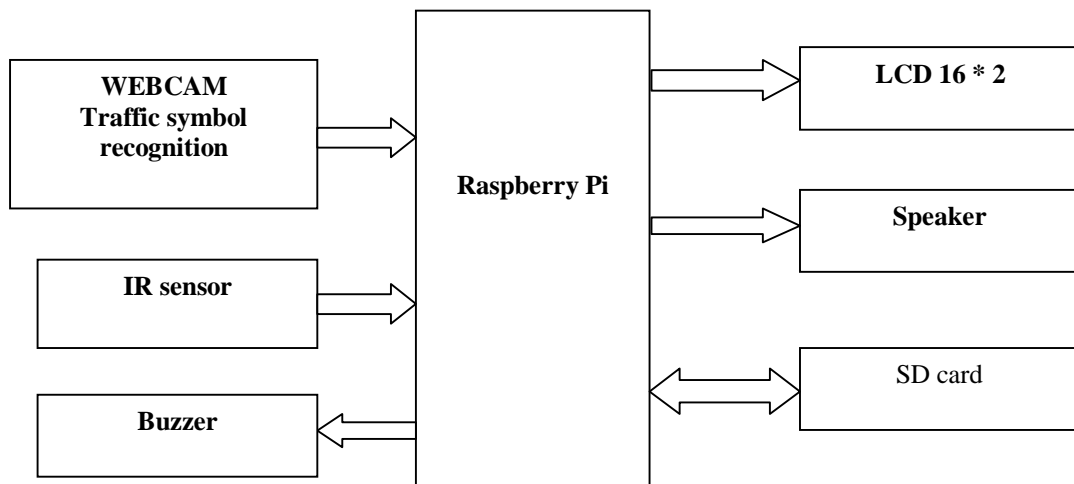 WEBCAM
Traffic symbol
recognition
IR sensor
Buzzer
Raspberry Pi
LCD 16 * 2
Speaker
SD card